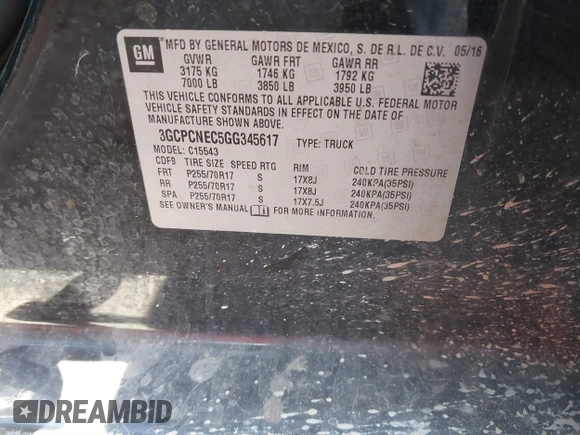 GM MFD BY GENERAL MOTORS DE MEXICO, S. DE R.L. DE C.V. 05/16
GVWR GAWR FRT GAWR RR
3175 KG 1746 KG 1792 KG
7000 LB 3850 LB 3950 LB
THIS VEHICLE CONFORMS TO ALL APPLICABLE U.S. FEDERAL MOTOR
VEHICLE SAFETY STANDARDS IN EFFECT ON THE DATE OF
MANUFACTURE SHOWN ABOVE.
3GCPCNEC5GG345617 TYPE: TRUCK
MODEL: C15543
CDF9 TIRE SIZE SPEED RTG RIM COLD TIRE PRESSURE
FRT P255/70R17 S 17X8J 240KPA(35PSI)
RR P255/70R17 S 17X8J 240KPA(35PSI)
SPA P255/70R17 S 17X7.5J 240KPA(35PSI)
SEE OWNER'S MANUAL FOR MORE INFORMATION.
DREAMBID